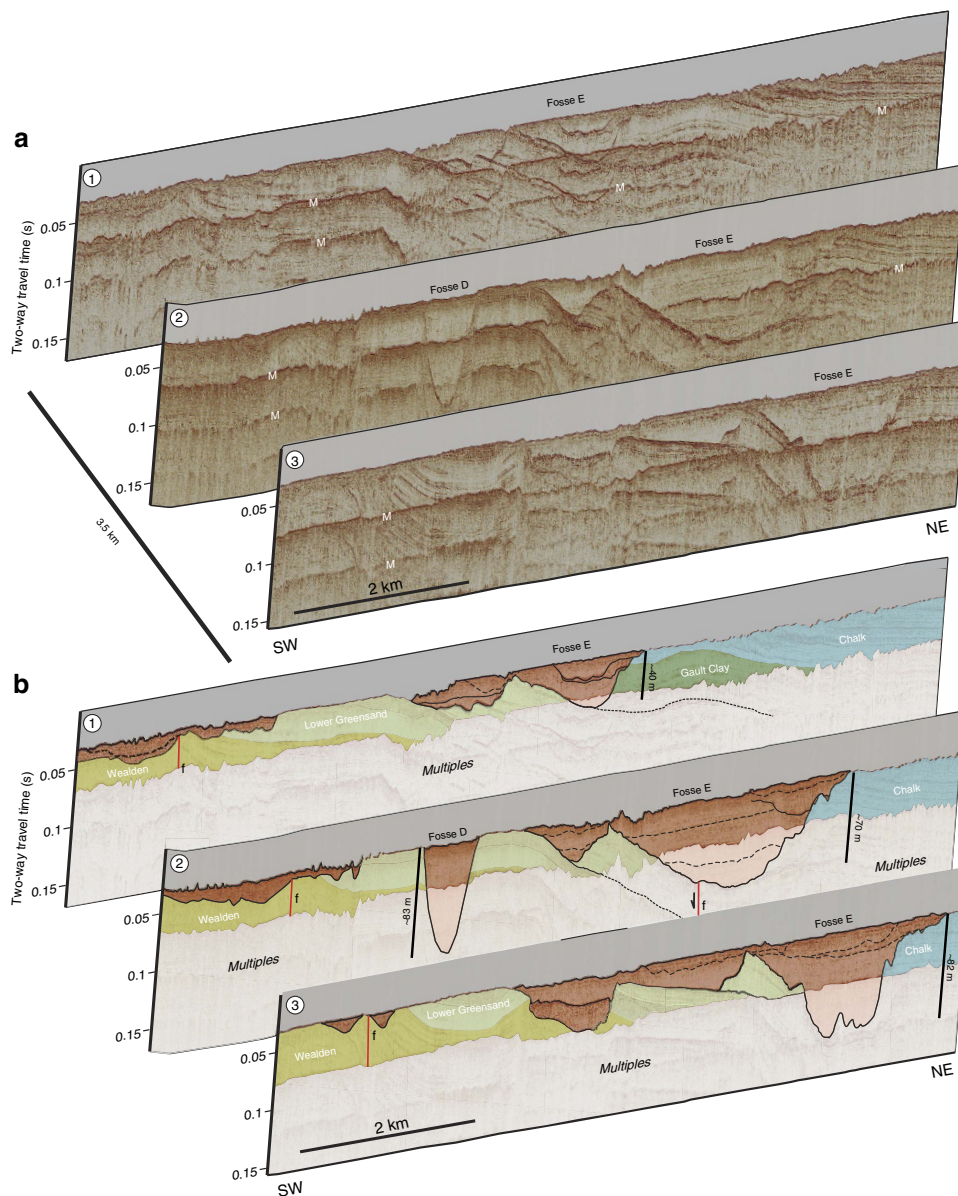 a
Two-way travel time (s)
1
Fosse E
M
M
M
M
0.05
0.1
0.15
2
Fosse D
Fosse E
M
M
M
0.05
0.1
0.15
3
Fosse E
M
M
0.05
0.1
0.15
3.5 km
2 km
SW
NE
b
Two-way travel time (s)
1
Fosse E
Chalk
Gault Clay
~40 m
Lower Greensand
Wealden
f
Multiples
0.05
0.1
0.15
2
Fosse D
Fosse E
Chalk
~70 m
~83 m
Wealden
f
f
Multiples
Multiples
0.05
0.1
0.15
3
Fosse E
Chalk
~82 m
Lower Greensand
Wealden
f
Multiples
0.05
0.1
0.15
2 km
SW
NE